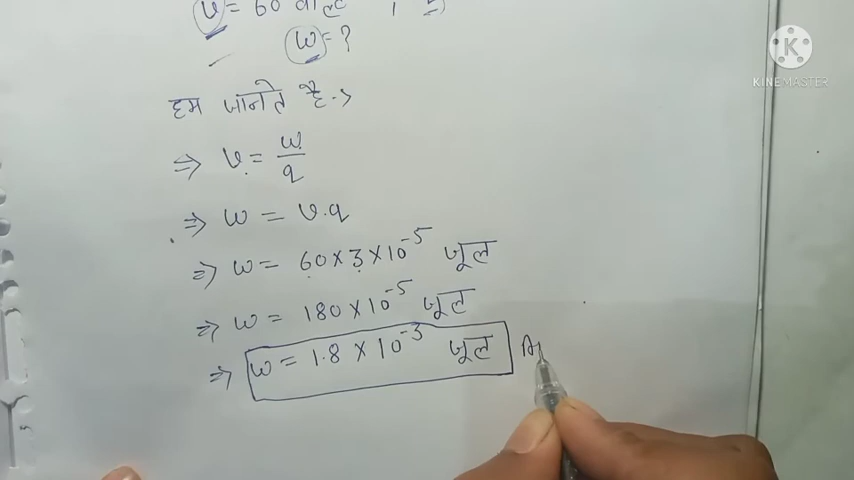 v = 60 वोल्ट
w = ?
हम जानते है :->
K
KINEMASTER
⇒ v = w/q
⇒ w = v.q
⇒ w = 60×3×10⁻⁵ जूल
⇒ w = 180×10⁻⁵ जूल
⇒ w = 1.8 × 10⁻³ जूल